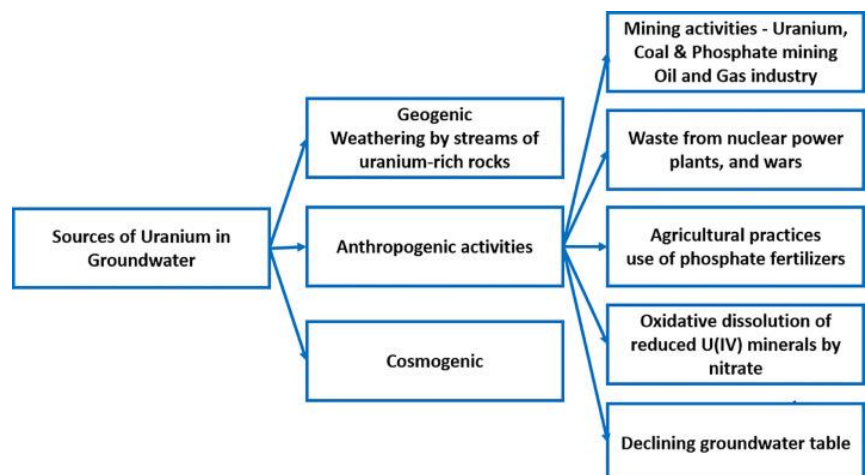 Sources of Uranium in
Groundwater
Geogenic
Weathering by streams of
uranium-rich rocks
Anthropogenic activities
Cosmogenic
Mining activities - Uranium,
Coal & Phosphate mining
Oil and Gas industry
Waste from nuclear power
plants, and wars
Agricultural practices
use of phosphate fertilizers
Oxidative dissolution of
reduced U(IV) minerals by
nitrate
Declining groundwater table